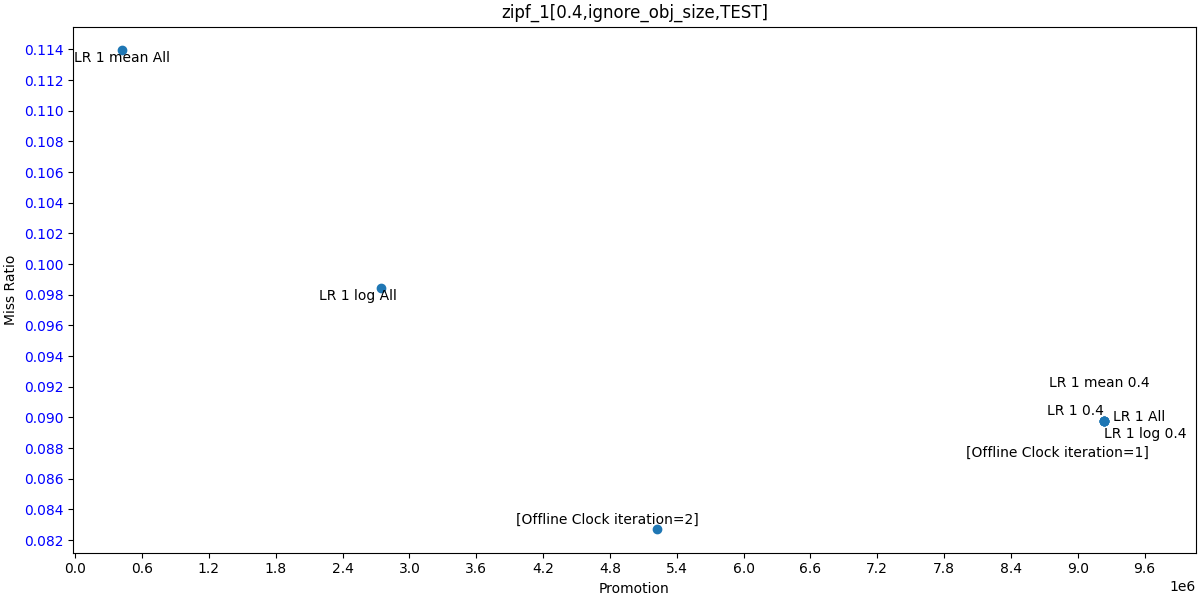 zipf_1[0.4,ignore_obj_size,TEST]
Miss Ratio
0.114
0.112
0.110
0.108
0.106
0.104
0.102
0.100
0.098
0.096
0.094
0.092
0.090
0.088
0.086
0.084
0.082
LR 1 mean All
LR 1 log All
LR 1 mean 0.4
LR 1 0.4
LR 1 All
LR 1 log 0.4
[Offline Clock iteration=1]
[Offline Clock iteration=2]
0.0 0.6 1.2 1.8 2.4 3.0 3.6 4.2 4.8 5.4 6.0 6.6 7.2 7.8 8.4 9.0 9.6
1e6
Promotion